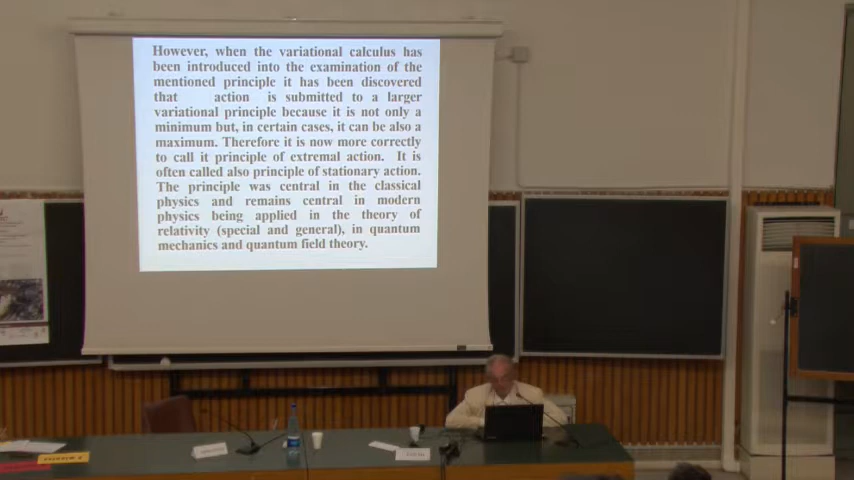 However, when the variational calculus has
been introduced into the examination of the
mentioned principle it has been discovered
that action is submitted to a larger
variational principle because it is not only a
minimum but, in certain cases, it can be also a
maximum. Therefore it is now more correctly
to call it principle of extremal action. It is
often called also principle of stationary action.
The principle was central in the classical
physics and remains central in modern
physics being applied in the theory of
relativity (special and general), in quantum
mechanics and quantum field theory.